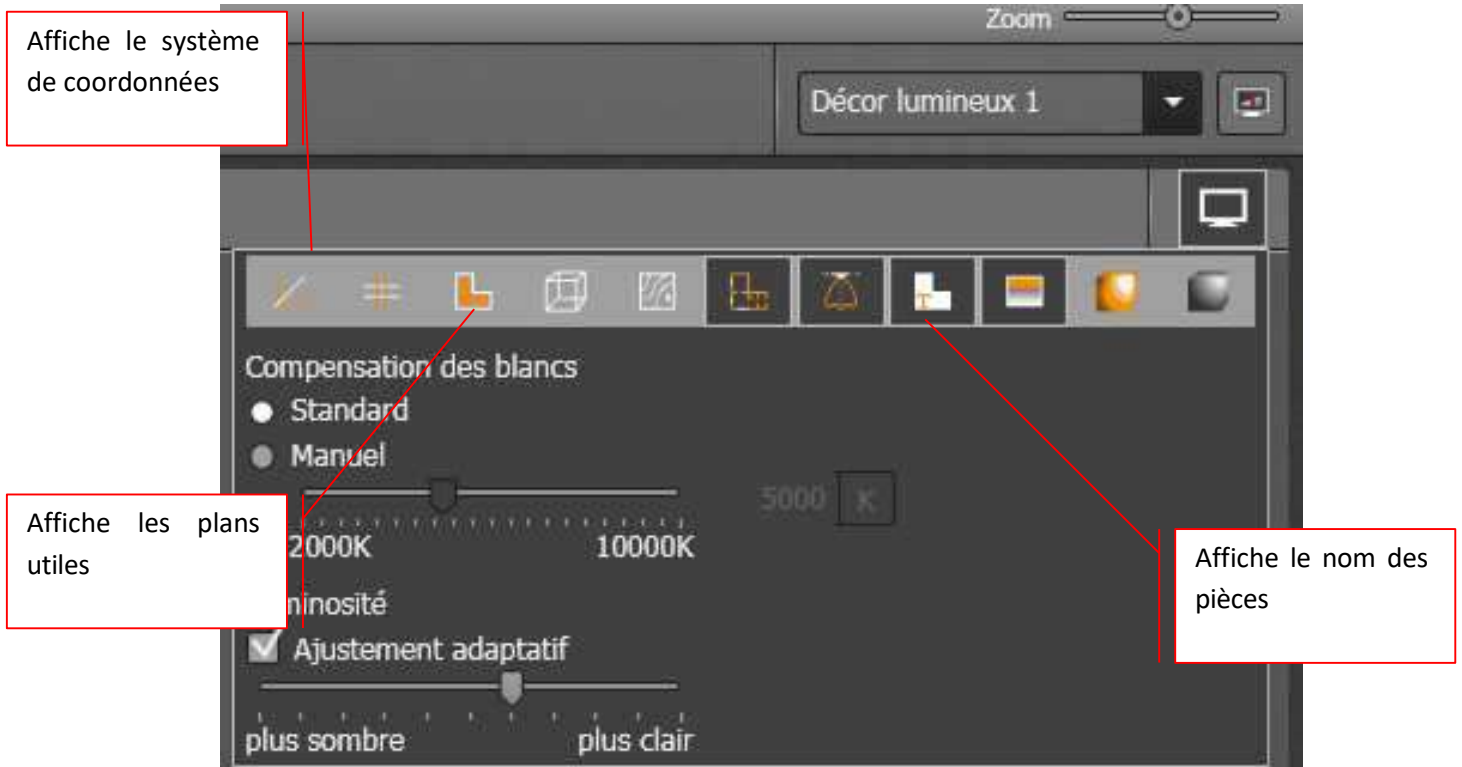 Affiche le système
de coordonnées
Zoom
Décor lumineux 1
Compensation des blancs
Standard
Manuel
5000 K
2000K 10000K
Affiche les plans
utiles
Affiche le nom des
pièces
minosité
Ajustement adaptatif
plus sombre plus clair